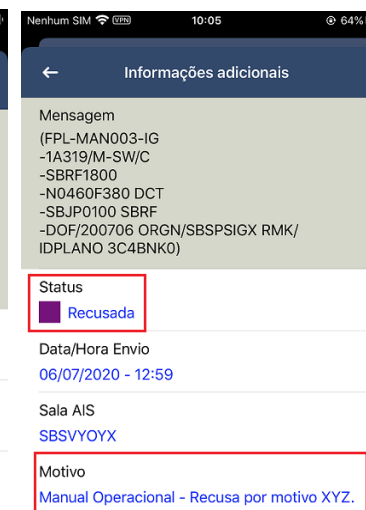 Nenhum SIM VPN 10:05 64%
Informações adicionais
Mensagem
(FPL-MAN003-IG
-1A319/M-SW/C
-SBRF1800
-N0460F380 DCT
-SBJP0100 SBRF
-DOF/200706 ORGN/SBSPSIGX RMK/
IDPLANO 3C4BNK0)
Status
Recusada
Data/Hora Envio
06/07/2020 - 12:59
Sala AIS
SBSVYOYX
Motivo
Manual Operacional - Recusa por motivo XYZ.